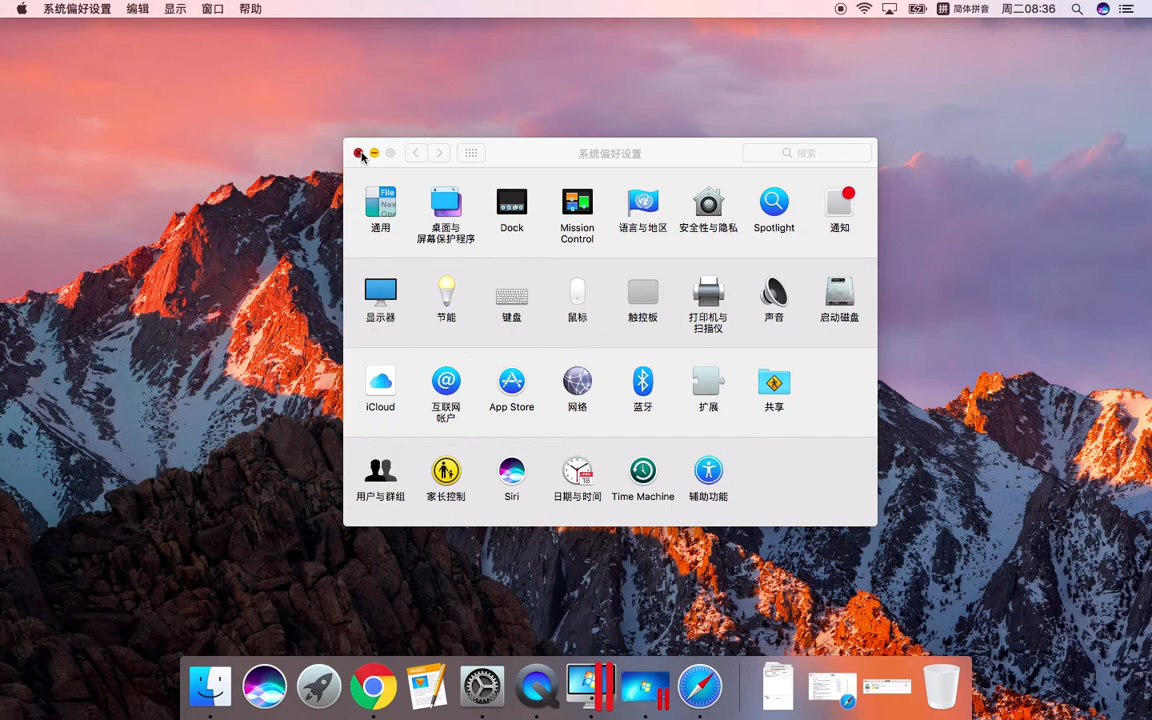 系统偏好设置 编辑 显示 窗口 帮助
拼 简体拼音 周二08:36
系统偏好设置
搜索
File
New
通用
桌面与
屏幕保护程序
Dock
Mission
Control
语言与地区
安全性与隐私
Spotlight
通知
显示器
节能
键盘
鼠标
触控板
打印机与
扫描仪
声音
启动磁盘
iCloud
互联网
帐户
App Store
网络
蓝牙
扩展
共享
用户与群组
家长控制
Siri
18
日期与时间
Time Machine
辅助功能